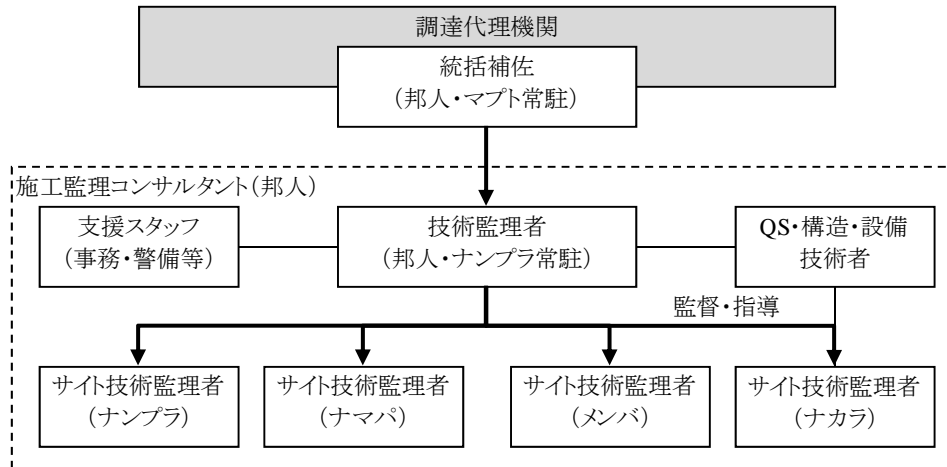 調達代理機関
統括補佐
（邦人・マプト常駐）
施工監理コンサルタント（邦人）
支援スタッフ
（事務・警備等）
技術監理者
（邦人・ナンプラ常駐）
QS・構造・設備
技術者
監督・指導
サイト技術監理者
（ナンプラ）
サイト技術監理者
（ナマパ）
サイト技術監理者
（メンバ）
サイト技術監理者
（ナカラ）